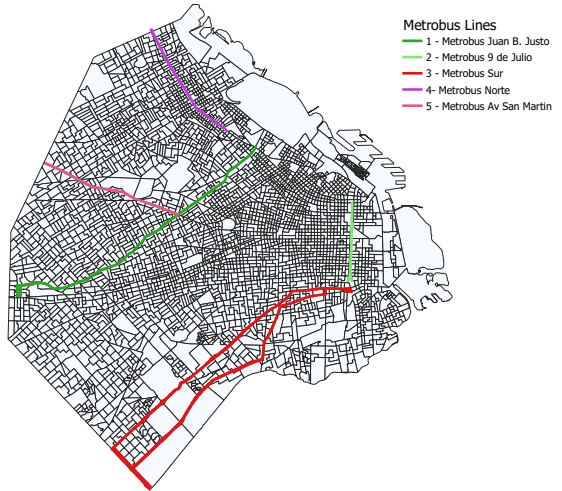 Metrobus Lines
1 - Metrobus Juan B. Justo
2 - Metrobus 9 de Julio
3 - Metrobus Sur
4- Metrobus Norte
5 - Metrobus Av San Martin